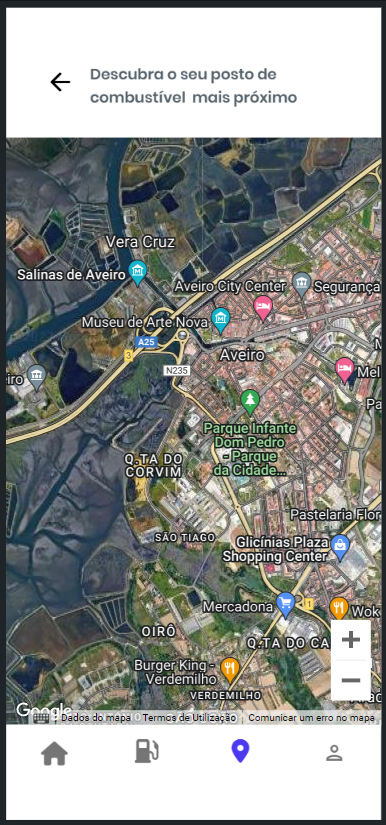 Descubra o seu posto de
combustível mais próximo
Vera Cruz
Salinas de Aveiro
Aveiro City Center
Segurança
Museu de Arte Nova
A25
Aveiro
3
iro
N235
Mel
Pa
Parque Infante
Dom Pedro
- Parque
da Cidade...
Q.TA DO
CORVIM
Pastelaria Flor
SÃO TIAGO
Glicínias Plaza
Shopping Center
Mercadona
1
Wok
OIRÔ
Q.TA DO CA
Burger King -
Verdemilho
VERDEMILHO
Google
Dados do mapa
Termos de Utilização
Comunicar um erro no mapa